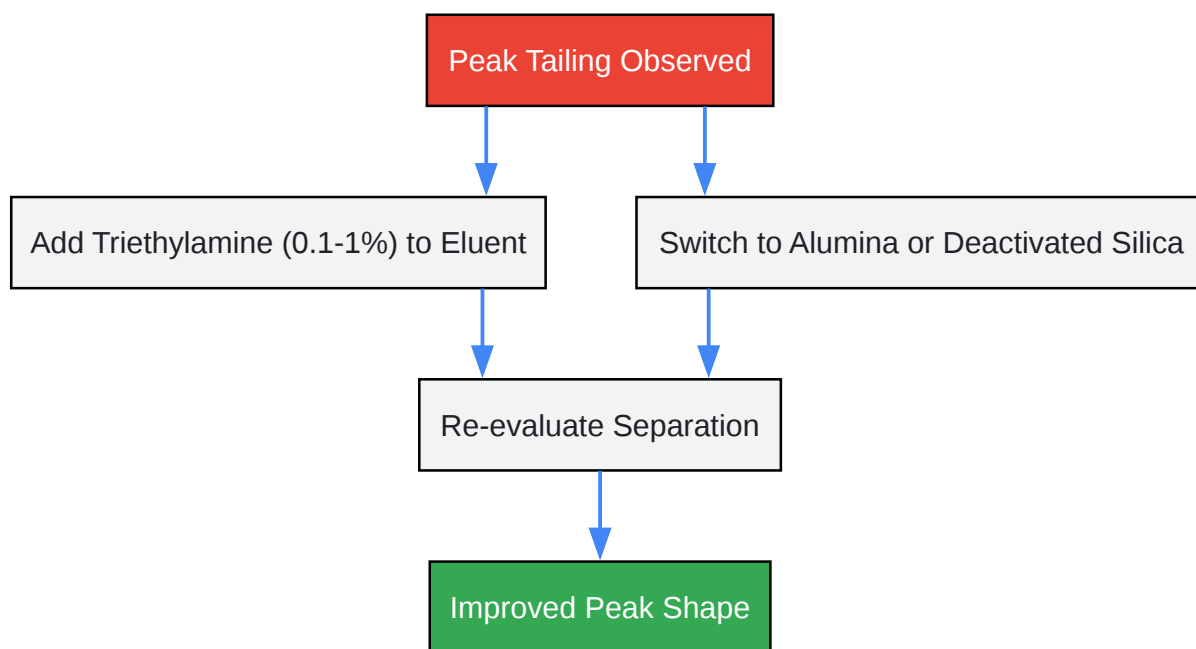 Peak Tailing Observed
Add Triethylamine (0.1-1%) to Eluent
Switch to Alumina or Deactivated Silica
Re-evaluate Separation
Improved Peak Shape